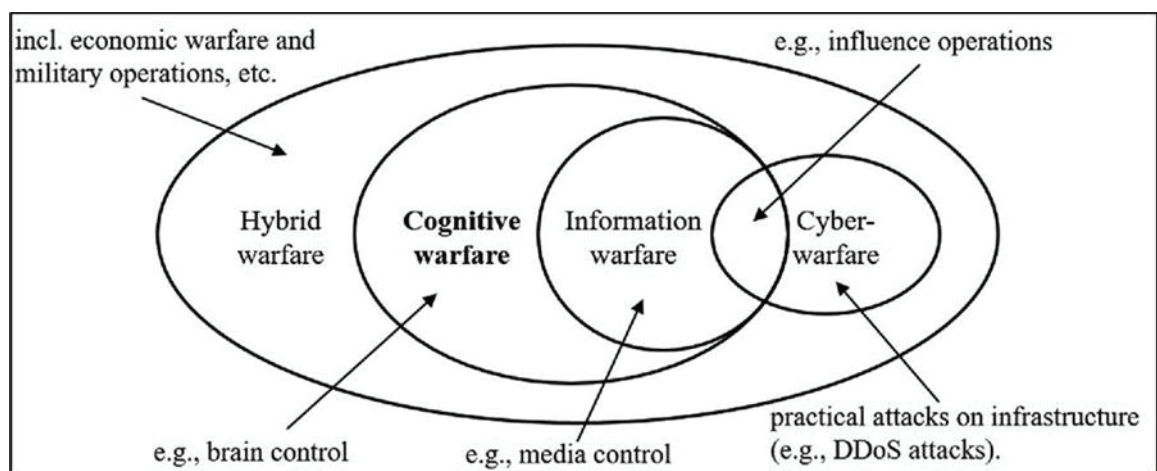 incl. economic warfare and
military operations, etc.
e.g., influence operations
Hybrid
warfare
Cognitive
warfare
Information
warfare
Cyber-
warfare
e.g., brain control
e.g., media control
practical attacks on infrastructure
(e.g., DDoS attacks).